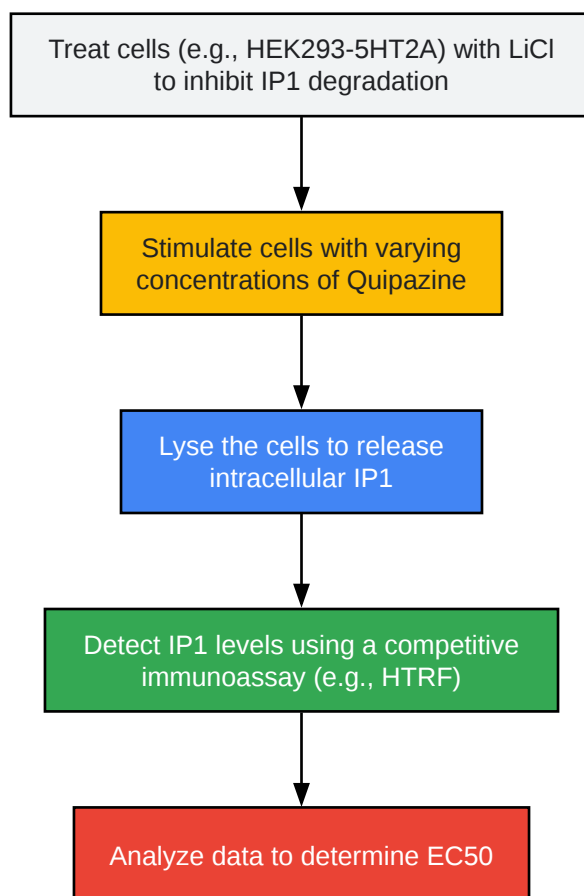 Treat cells (e.g., HEK293-5HT2A) with LiCl
to inhibit IP1 degradation
Stimulate cells with varying
concentrations of Quipazine
Lyse the cells to release
intracellular IP1
Detect IP1 levels using a competitive
immunoassay (e.g., HTRF)
Analyze data to determine EC50